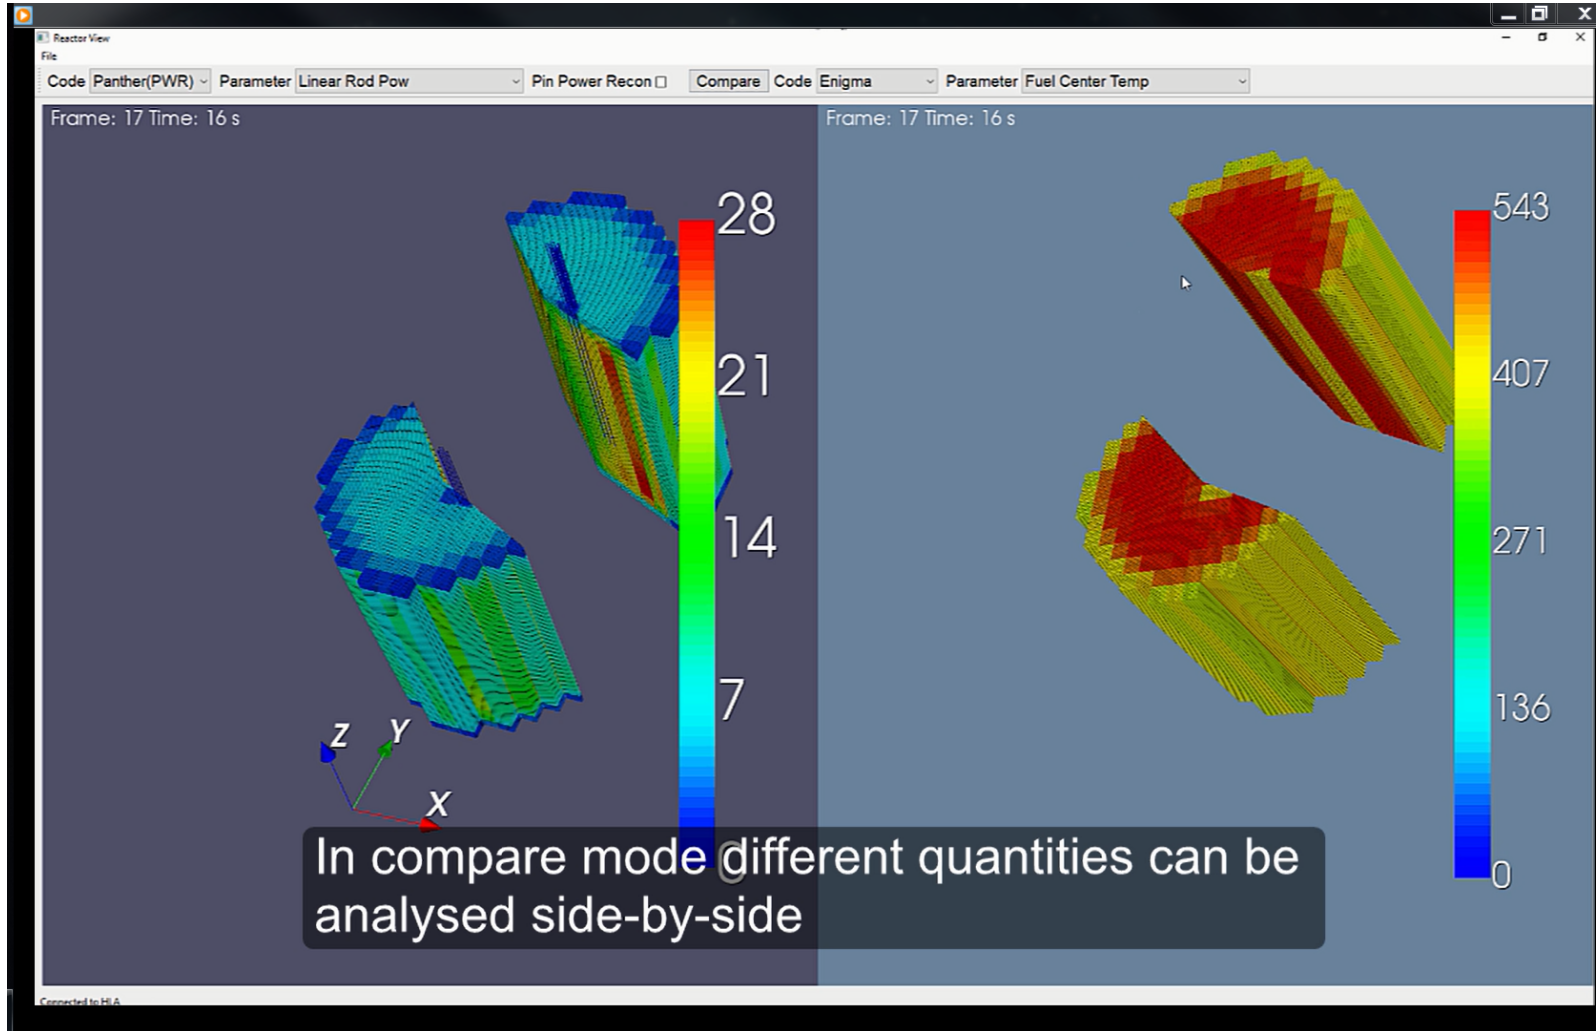 Reactor View
File
Code Panther(PWR) Parameter Linear Rod Pow Pin Power Recon Compare Code Enigma Parameter Fuel Center Temp
Frame: 17 Time: 16 s
Frame: 17 Time: 16 s
28
21
14
7
0
543
407
271
136
0
Z
Y
X
In compare mode different quantities can be
analysed side-by-side
Connected to HLA